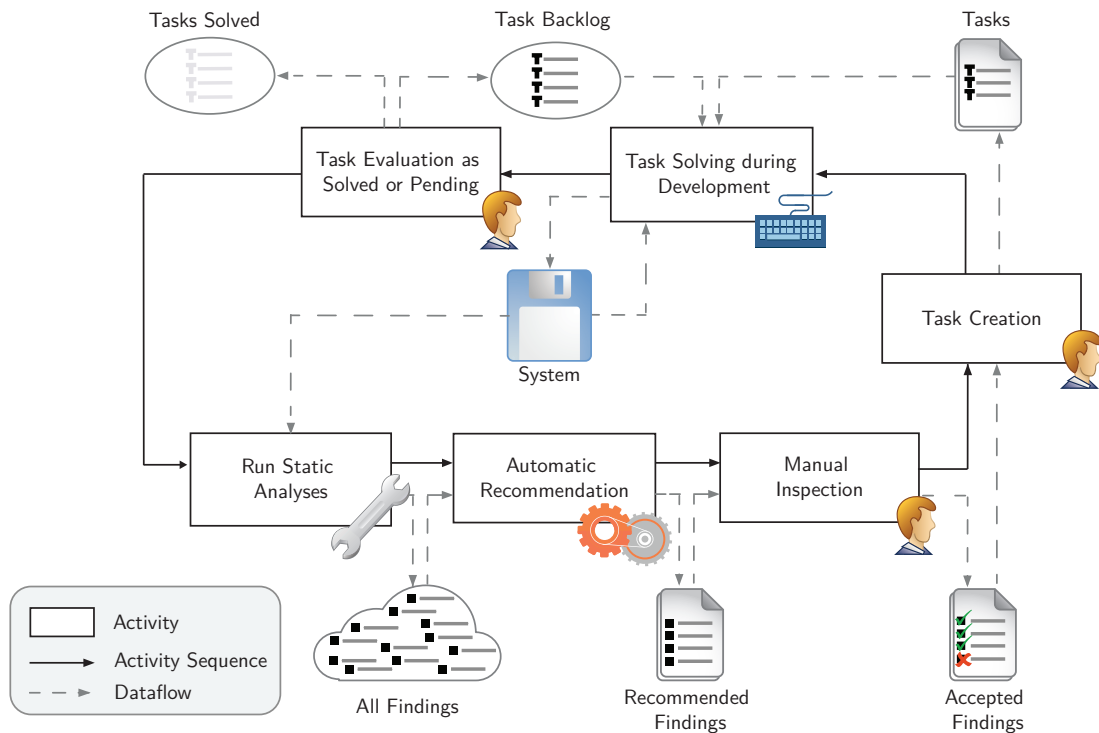 Tasks Solved
Task Backlog
Tasks
Task Evaluation as
Solved or Pending
Task Solving during
Development
Task Creation
System
Run Static
Analyses
Automatic
Recommendation
Manual
Inspection
Activity
Activity Sequence
Dataflow
All Findings
Recommended
Findings
Accepted
Findings